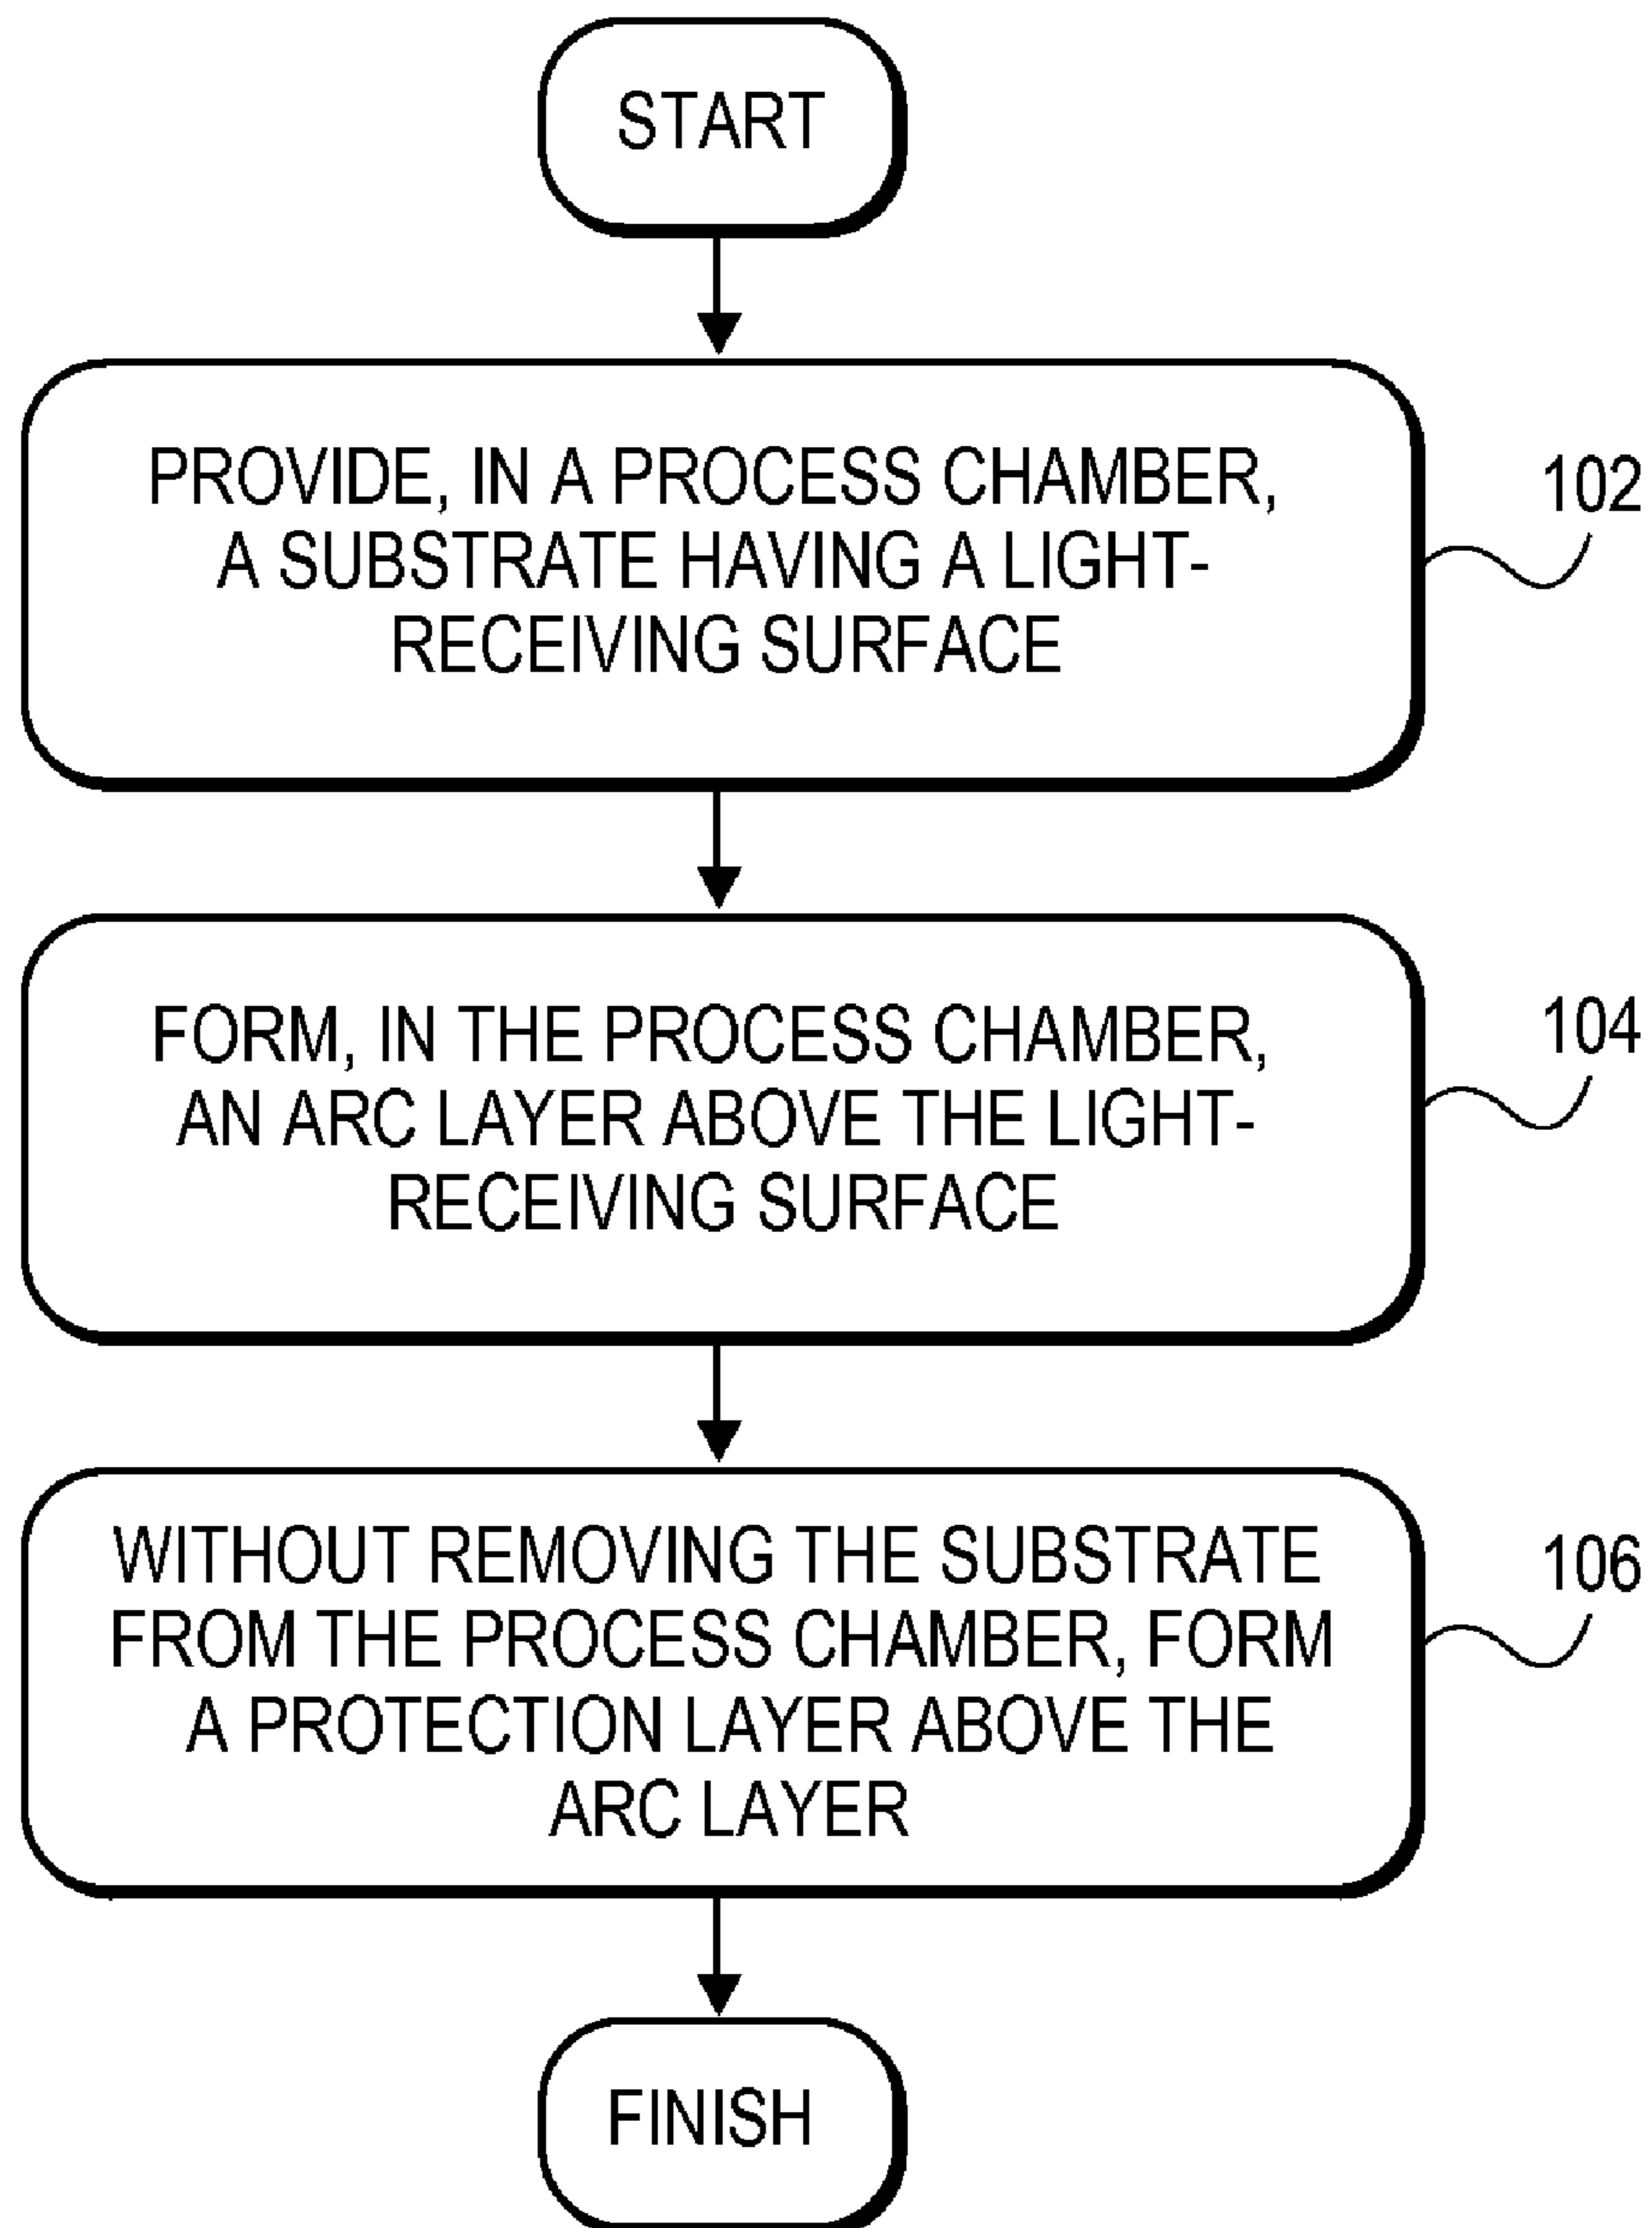 START
PROVIDE, IN A PROCESS CHAMBER,
A SUBSTRATE HAVING A LIGHT-
RECEIVING SURFACE
102
FORM, IN THE PROCESS CHAMBER,
AN ARC LAYER ABOVE THE LIGHT-
RECEIVING SURFACE
104
WITHOUT REMOVING THE SUBSTRATE
FROM THE PROCESS CHAMBER, FORM
A PROTECTION LAYER ABOVE THE
ARC LAYER
106
FINISH